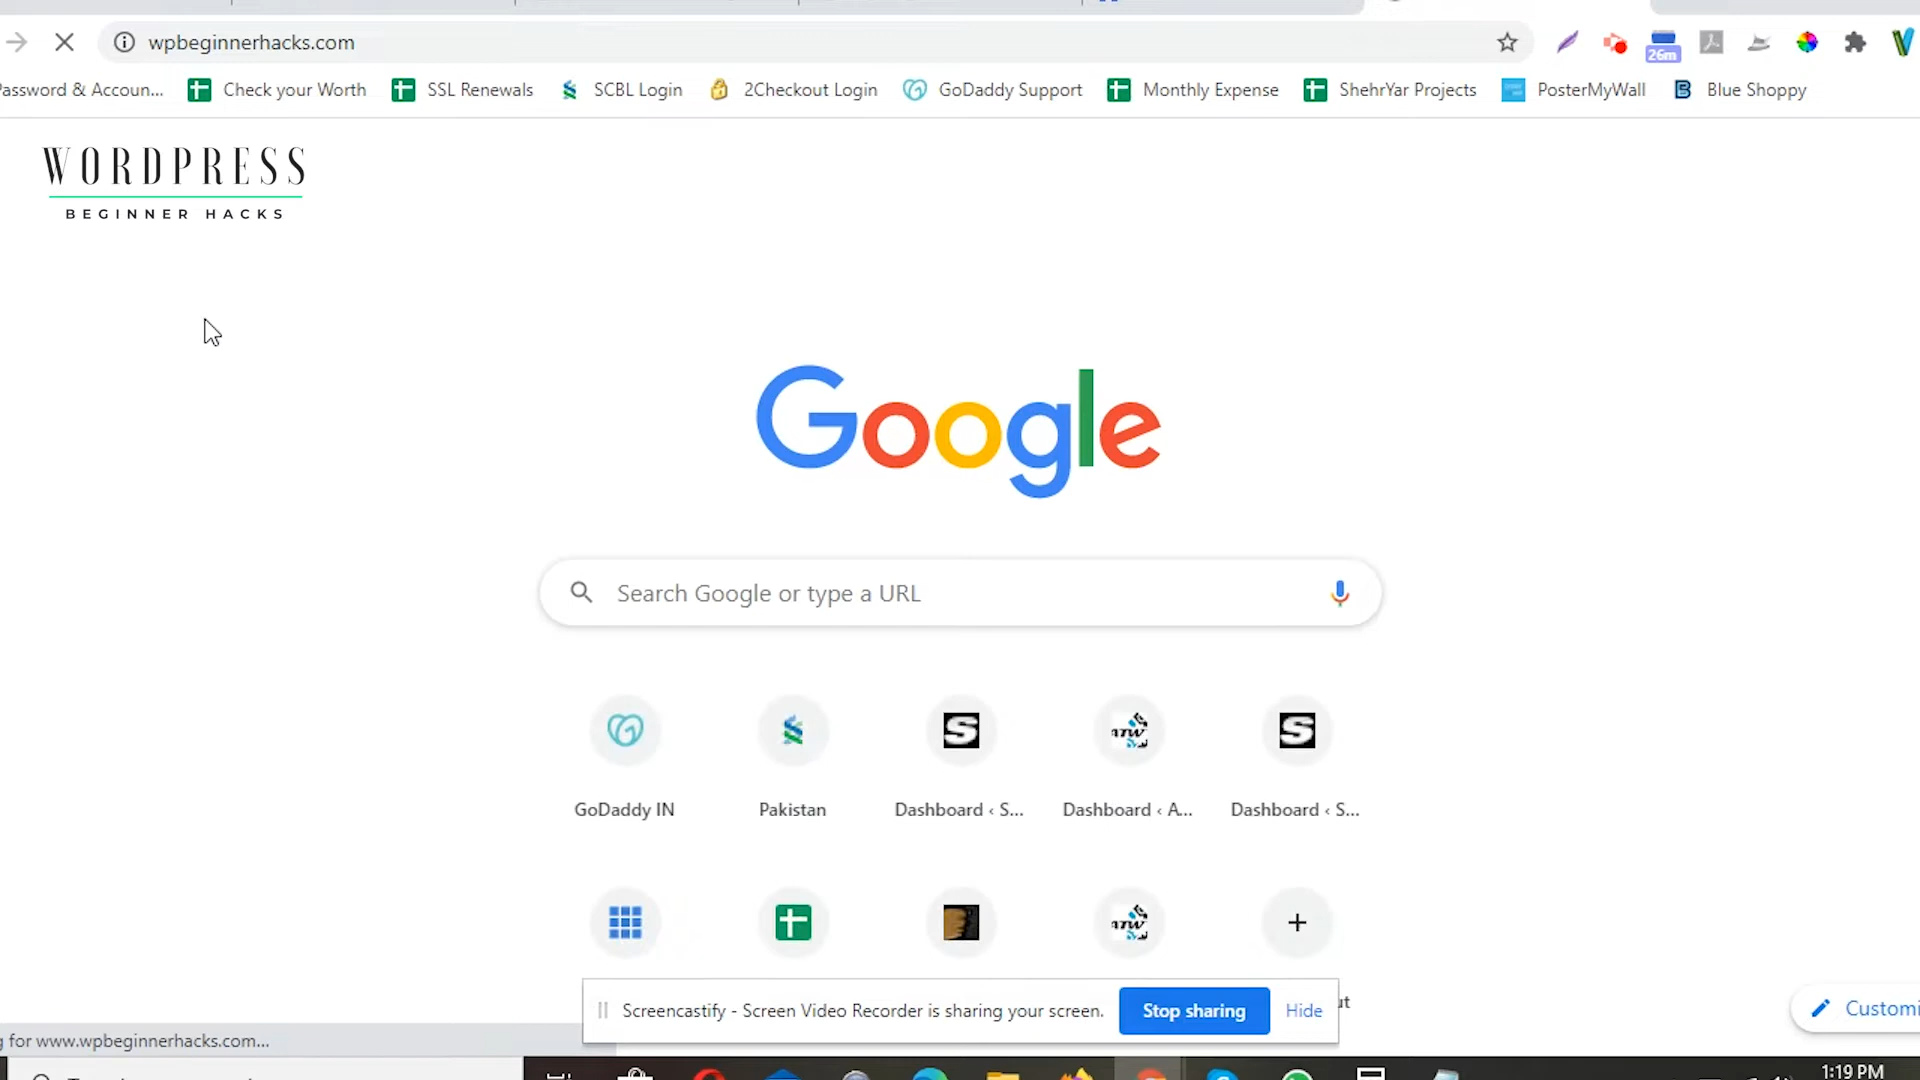 wpbeginnerhacks.com
26m
assword & Accoun...
Check your Worth
SSL Renewals
SCBL Login
2Checkout Login
GoDaddy Support
Monthly Expense
ShehrYar Projects
PosterMyWall
Blue Shoppy
WORDPRESS
BEGINNER HACKS
Google
Search Google or type a URL
GoDaddy IN
Pakistan
Dashboard ‹ S...
Dashboard ‹ A...
Dashboard ‹ S...
Screencastify - Screen Video Recorder is sharing your screen.
Stop sharing
Hide
ut
Customi
g for www.wpbeginnerhacks.com...
1:19 PM